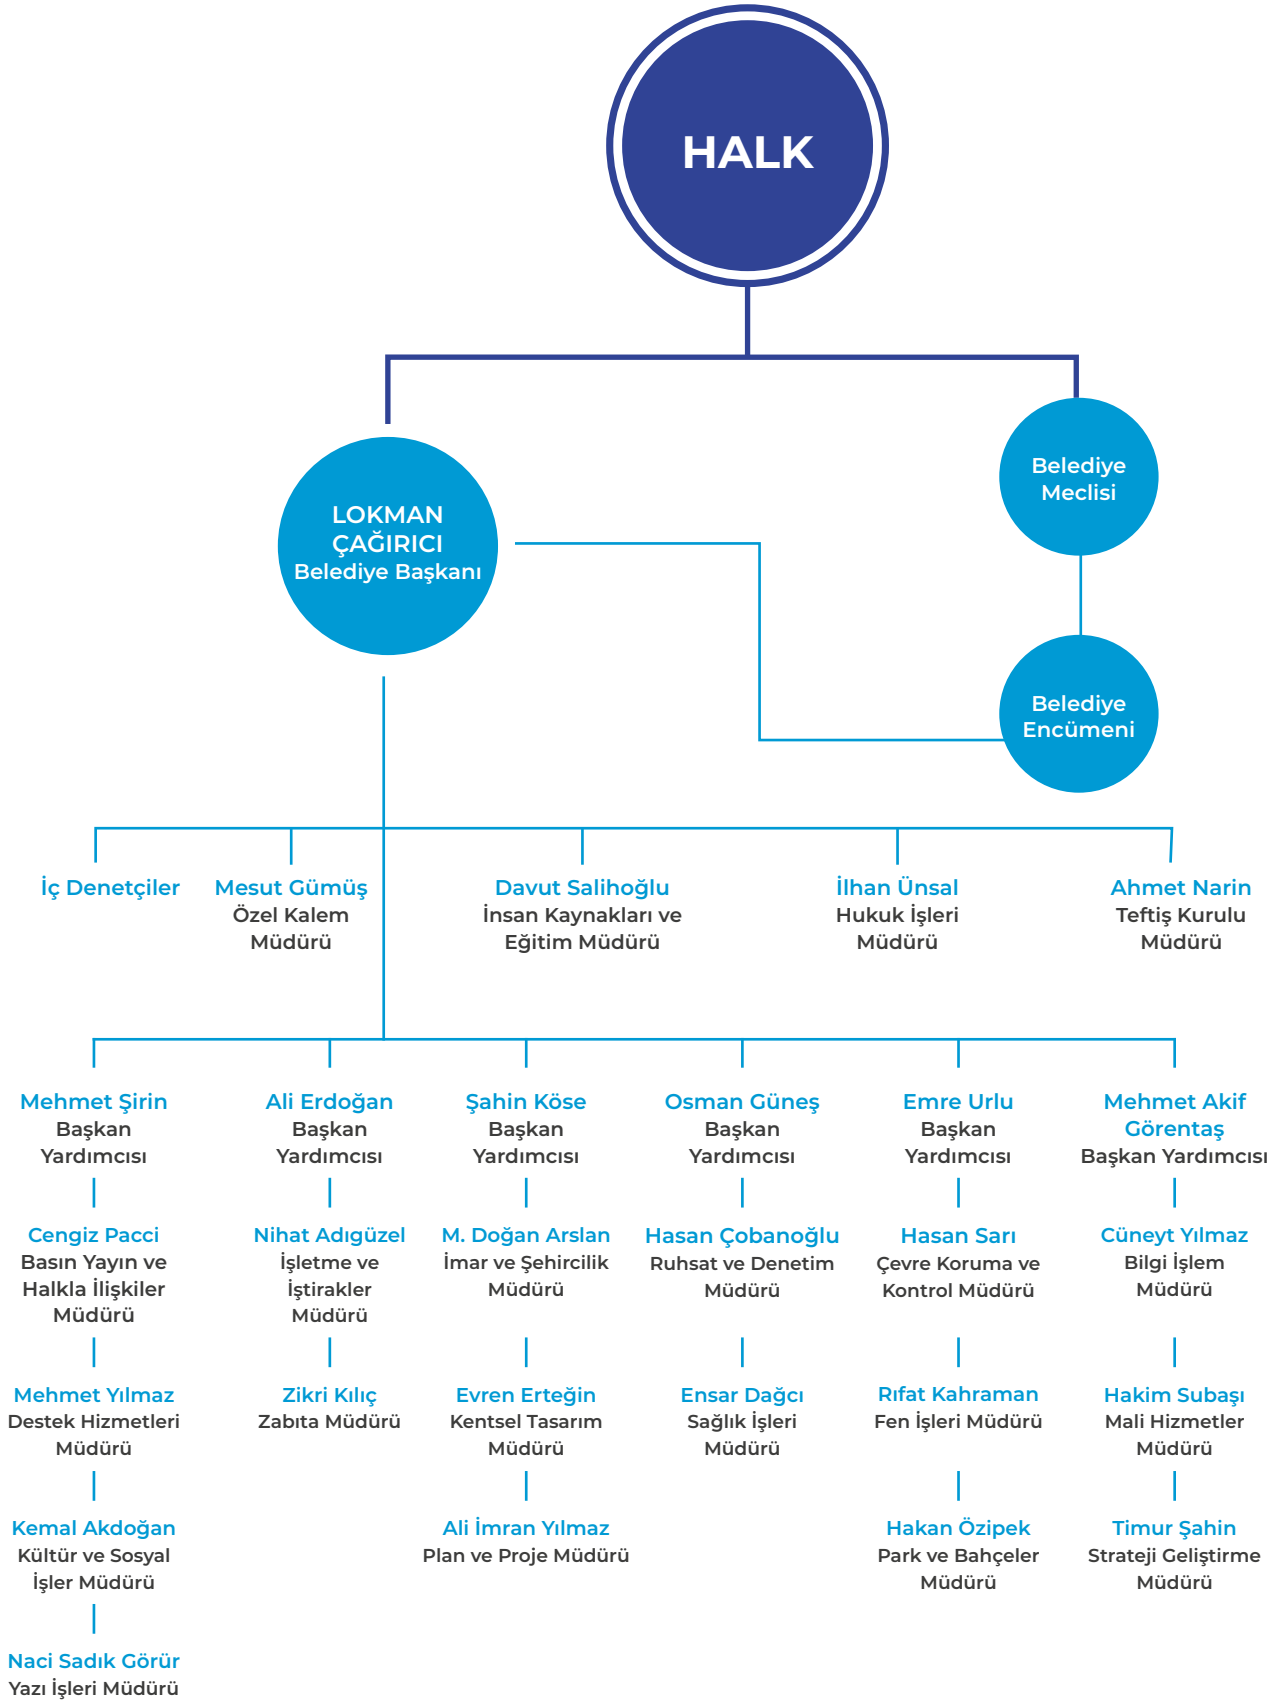 HALK
LOKMAN
ÇAĞIRICI
Belediye Başkanı
Belediye
Meclisi
Belediye
Encümeni
İç Denetçiler
Mesut Gümüş
Özel Kalem
Müdürü
Davut Salihoğlu
İnsan Kaynakları ve
Eğitim Müdürü
İlhan Ünsal
Hukuk İşleri
Müdürü
Ahmet Narin
Teftiş Kurulu
Müdürü
Mehmet Şirin
Başkan
Yardımcısı
Cengiz Pacci
Basın Yayın ve
Halkla İlişkiler
Müdürü
Mehmet Yılmaz
Destek Hizmetleri
Müdürü
Kemal Akdoğan
Kültür ve Sosyal
İşler Müdürü
Naci Sadık Görür
Yazı İşleri Müdürü
Ali Erdoğan
Başkan
Yardımcısı
Nihat Adıgüzel
İşletme ve
İştirakler
Müdürü
Zikri Kılıç
Zabıta Müdürü
Şahin Köse
Başkan
Yardımcısı
M. Doğan Arslan
İmar ve Şehircilik
Müdürü
Evren Erteğin
Kentsel Tasarım
Müdürü
Ali İmran Yılmaz
Plan ve Proje Müdürü
Osman Güneş
Başkan
Yardımcısı
Hasan Çobanoğlu
Ruhsat ve Denetim
Müdürü
Ensar Dağcı
Sağlık İşleri
Müdürü
Emre Urlu
Başkan
Yardımcısı
Hasan Sarı
Çevre Koruma ve
Kontrol Müdürü
Rıfat Kahraman
Fen İşleri Müdürü
Hakan Özipek
Park ve Bahçeler
Müdürü
Mehmet Akif
Görentaş
Başkan Yardımcısı
Cüneyt Yılmaz
Bilgi İşlem
Müdürü
Hakim Subaşı
Mali Hizmetler
Müdürü
Timur Şahin
Strateji Geliştirme
Müdürü